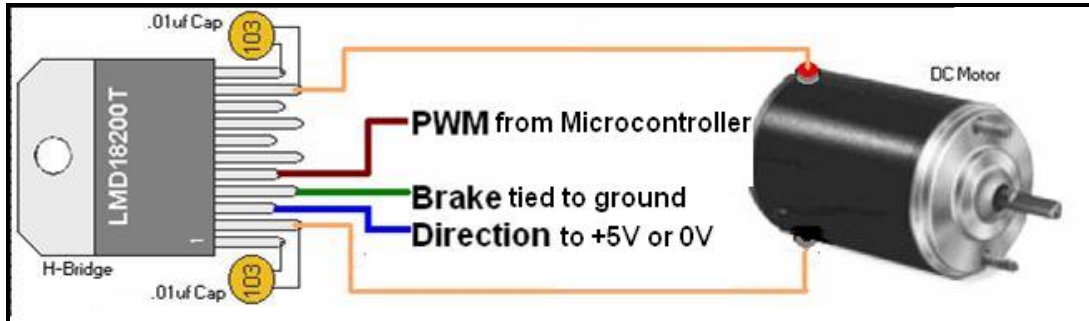 .01uf Cap
103
LMD18200T
1
H-Bridge
PWM from Microcontroller
Brake tied to ground
Direction to +5V or 0V
DC Motor
103
.01uf Cap